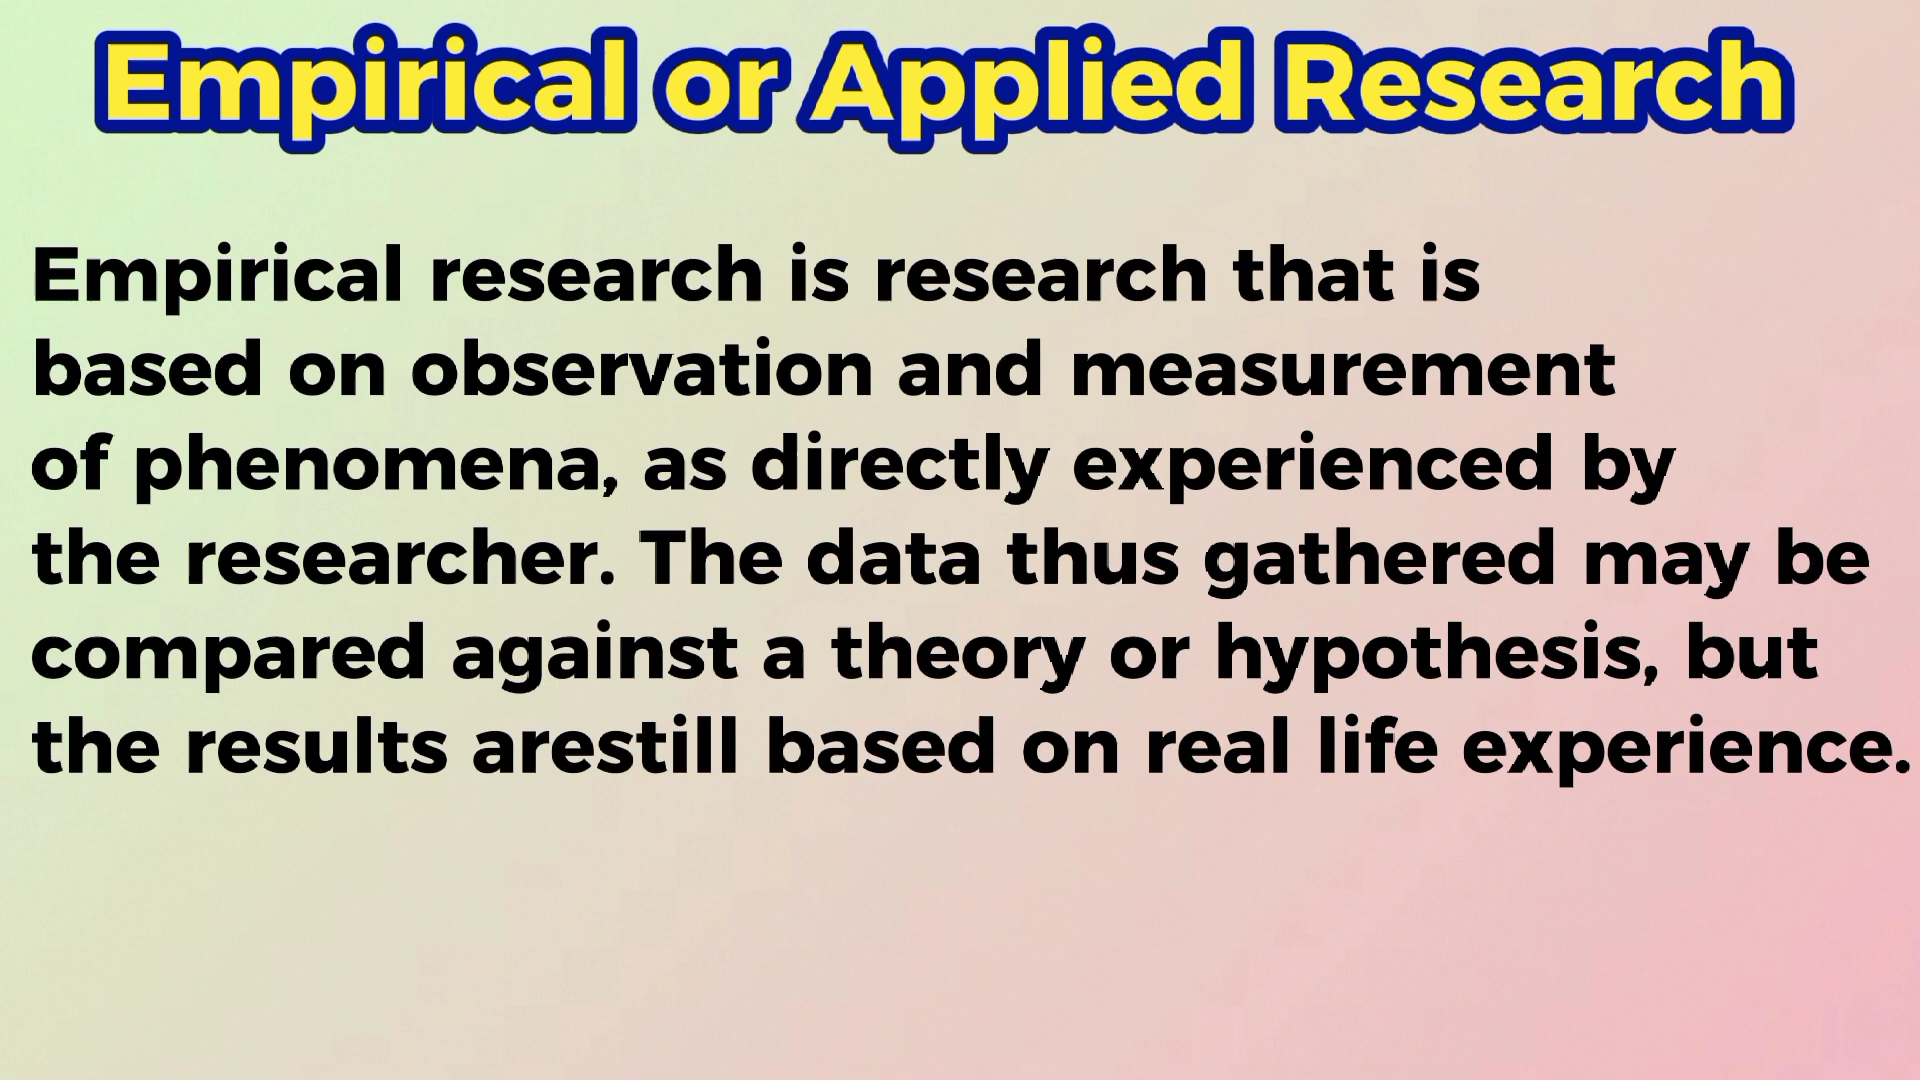 Empirical or Applied Research
Empirical research is research that is
based on observation and measurement
of phenomena, as directly experienced by
the researcher. The data thus gathered may be
compared against a theory or hypothesis, but
the results arestill based on real life experience.